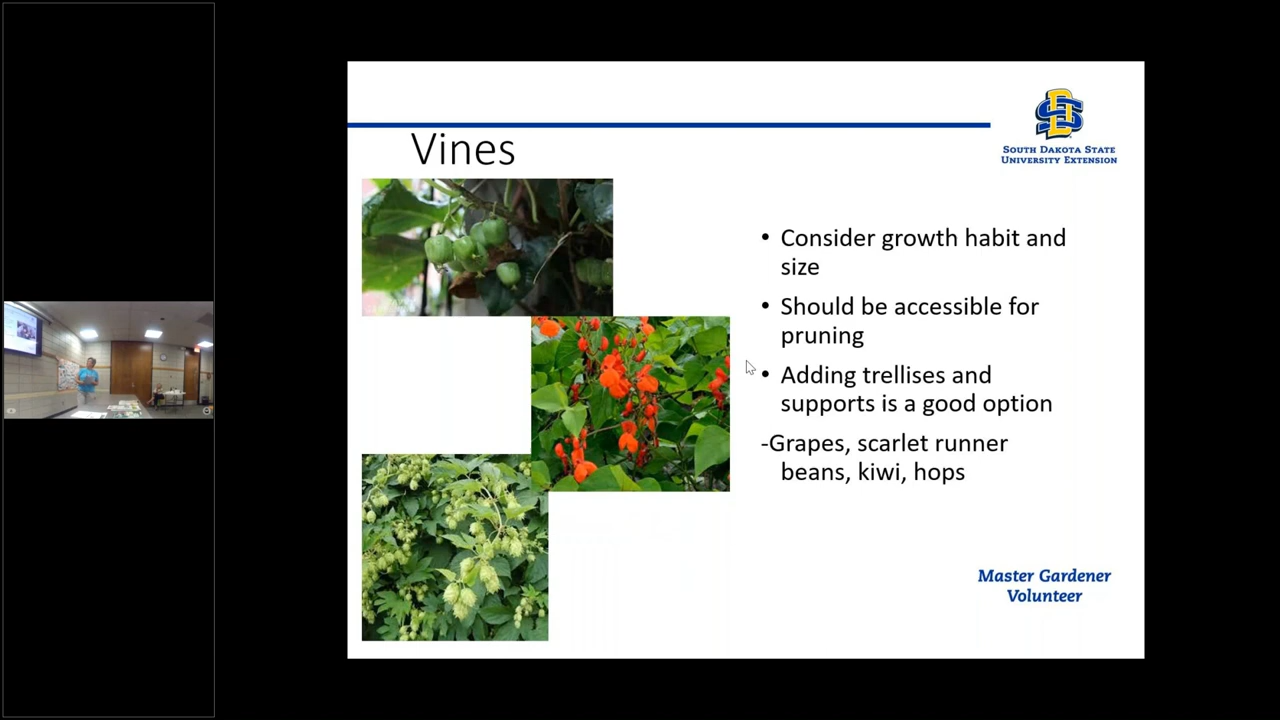 SOUTH DAKOTA STATE
UNIVERSITY EXTENSION
Vines
• Consider growth habit and
size
• Should be accessible for
pruning
• Adding trellises and
supports is a good option
-Grapes, scarlet runner
beans, kiwi, hops
Master Gardener
Volunteer